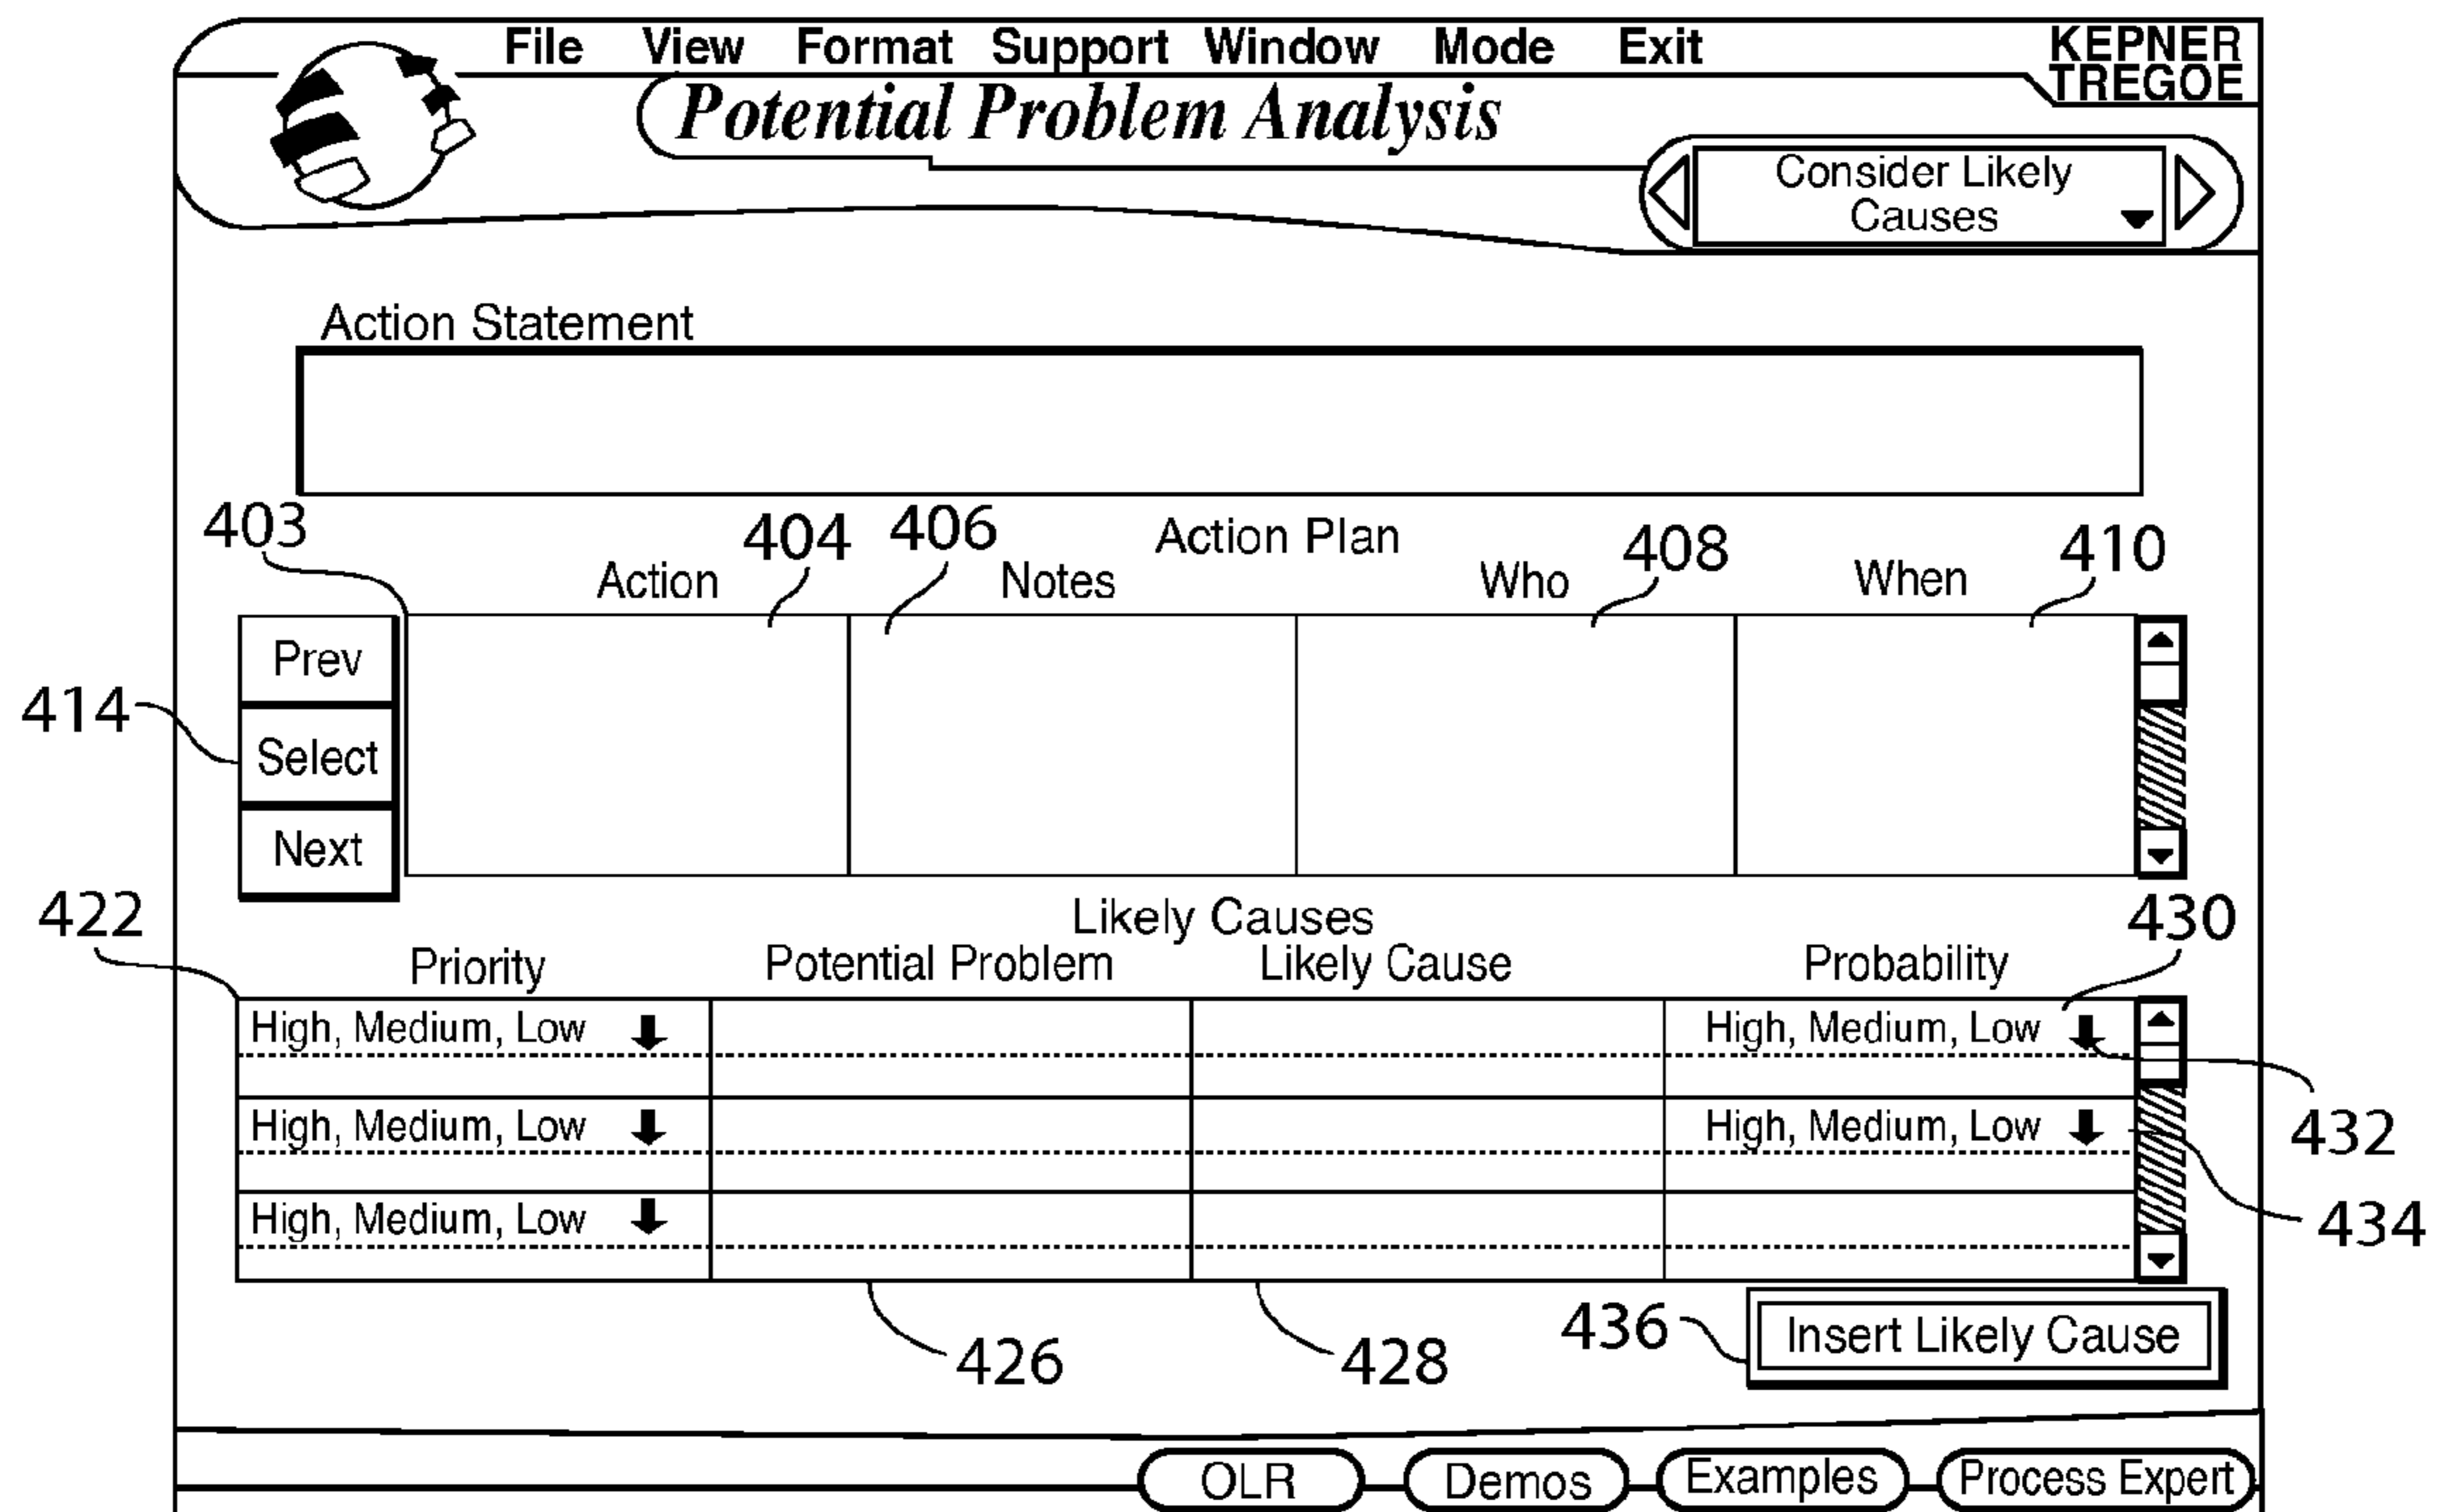 File View Format Support Window Mode Exit
KEPNER
TREGOE
Potential Problem Analysis
Consider Likely
Causes
Action Statement
403 404 406 Action Plan 408 410
Action Notes Who When
Prev
414
Select
Next
422 Likely Causes 430
Priority Potential Problem Likely Cause Probability
High, Medium, Low High, Medium, Low
432
High, Medium, Low High, Medium, Low
434
High, Medium, Low
426 428 436 Insert Likely Cause
OLR Demos Examples Process Expert